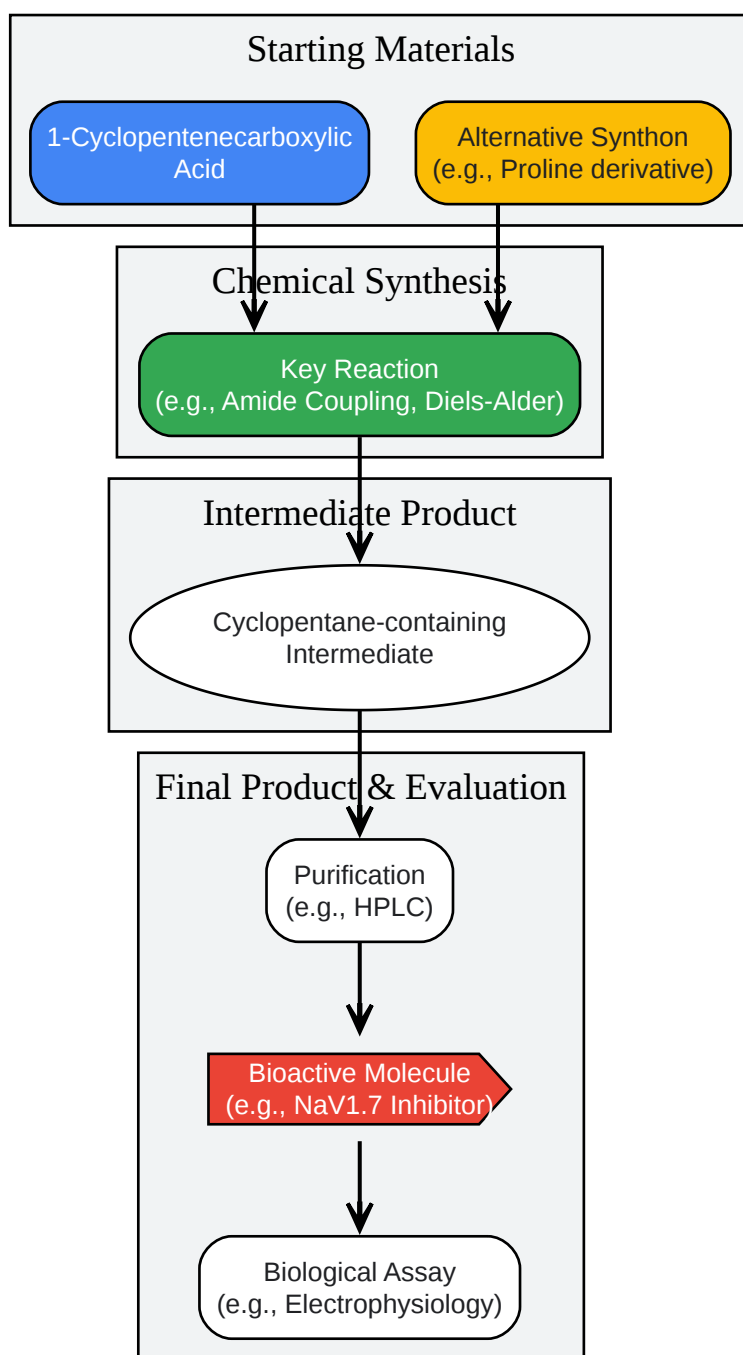 Starting Materials
1-Cyclopentenecarboxylic
Acid
Alternative Synthon
(e.g., Proline derivative)
Chemical Synthesis
Key Reaction
(e.g., Amide Coupling, Diels-Alder)
Intermediate Product
Cyclopentane-containing
Intermediate
Final Product & Evaluation
Purification
(e.g., HPLC)
Bioactive Molecule
(e.g., NaV1.7 Inhibitor)
Biological Assay
(e.g., Electrophysiology)